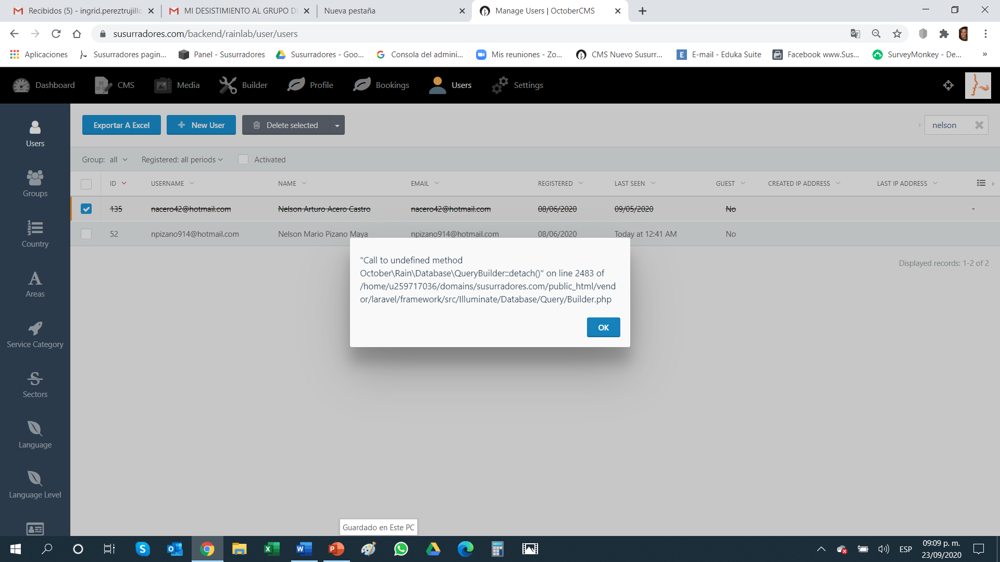 Recibidos (5) - ingrid.pereztrujillo
MI DESISTIMIENTO AL GRUPO D
Nueva pestaña
Manage Users | OctoberCMS
susurradores.com/backend/rainlab/user/users
Aplicaciones
Susurradores pagin...
Panel - Susurradores
Susurradores - Goo...
Consola del admini...
Mis reuniones - Zo...
CMS Nuevo Susurr...
E-mail - Eduka Suite
Facebook www.Sus...
SurveyMonkey - De...
»
Dashboard
CMS
Media
Builder
Profile
Bookings
Users
Settings
Users
Groups
Country
Areas
Service Category
Sectors
Language
Language Level
Exportar A Excel
New User
Delete selected
nelson
Group: all
Registered: all periods
Activated
ID USERNAME NAME EMAIL REGISTERED LAST SEEN GUEST CREATED IP ADDRESS LAST IP ADDRESS
135 nacero42@hotmail.com Nelson Arturo Acero Castro nacero42@hotmail.com 08/06/2020 09/05/2020 No -
52 npizano914@hotmail.com Nelson Mario Pizano Maya npizano914@hotmail.com 08/06/2020 Today at 12:41 AM No
Displayed records: 1-2 of 2
"Call to undefined method
October\Rain\Database\QueryBuilder::detach()" on line 2483 of
/home/u259717036/domains/susurradores.com/public_html/vend
or/laravel/framework/src/Illuminate/Database/Query/Builder.php
OK
Guardado en Este PC
ESP
09:09 p. m.
23/09/2020